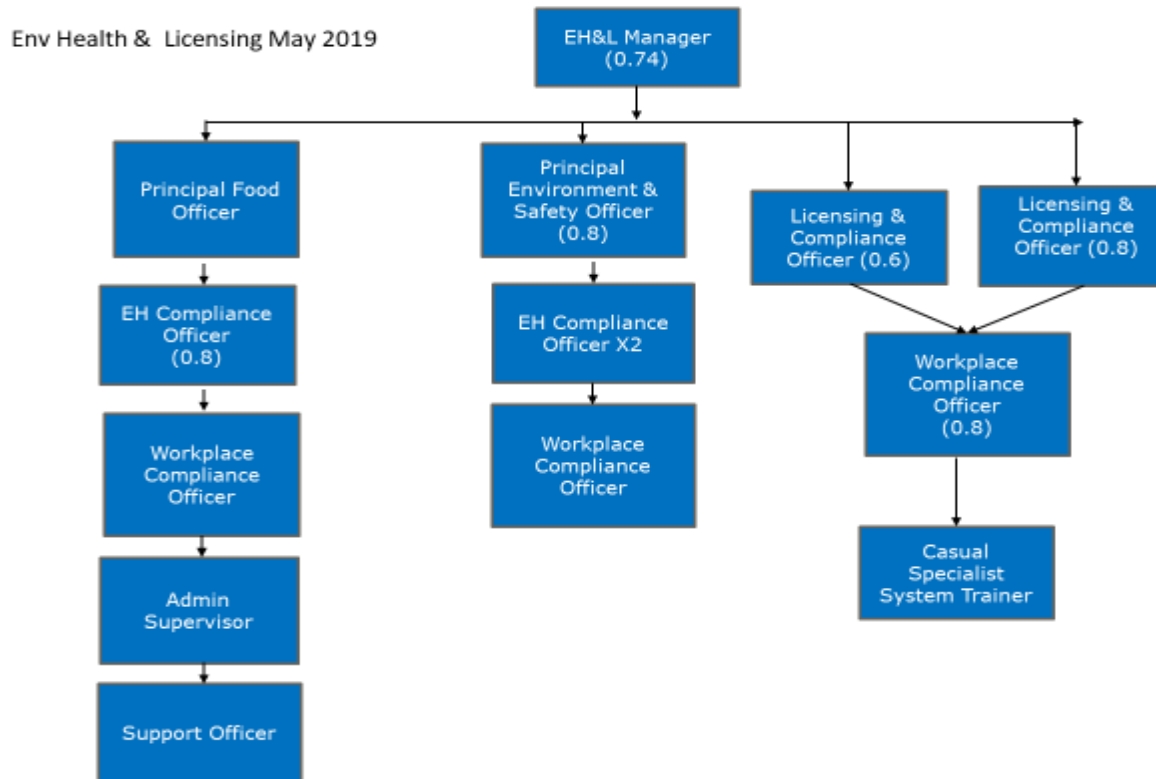 Env Health & Licensing May 2019
EH&L Manager
(0.74)
Principal Food
Officer
Principal
Environment &
Safety Officer
(0.8)
Licensing &
Compliance
Officer (0.6)
Licensing &
Compliance
Officer (0.8)
EH Compliance
Officer
(0.8)
EH Compliance
Officer X2
Workplace
Compliance
Officer
(0.8)
Workplace
Compliance
Officer
Workplace
Compliance
Officer
Casual
Specialist
System Trainer
Admin
Supervisor
Support Officer